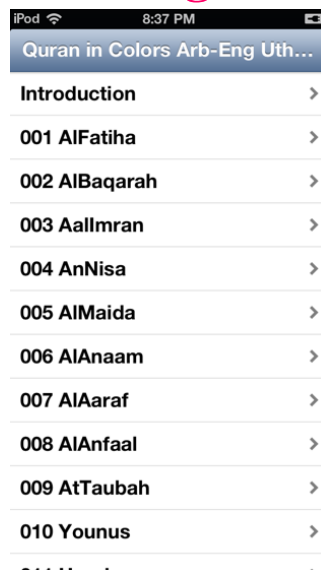 iPod 8:37 PM
Quran in Colors Arb-Eng Uth...
Introduction
001 AlFatiha
002 AlBaqarah
003 AalImran
004 AnNisa
005 AlMaida
006 AlAnaam
007 AlAaraf
008 AlAnfaal
009 AtTaubah
010 Younus